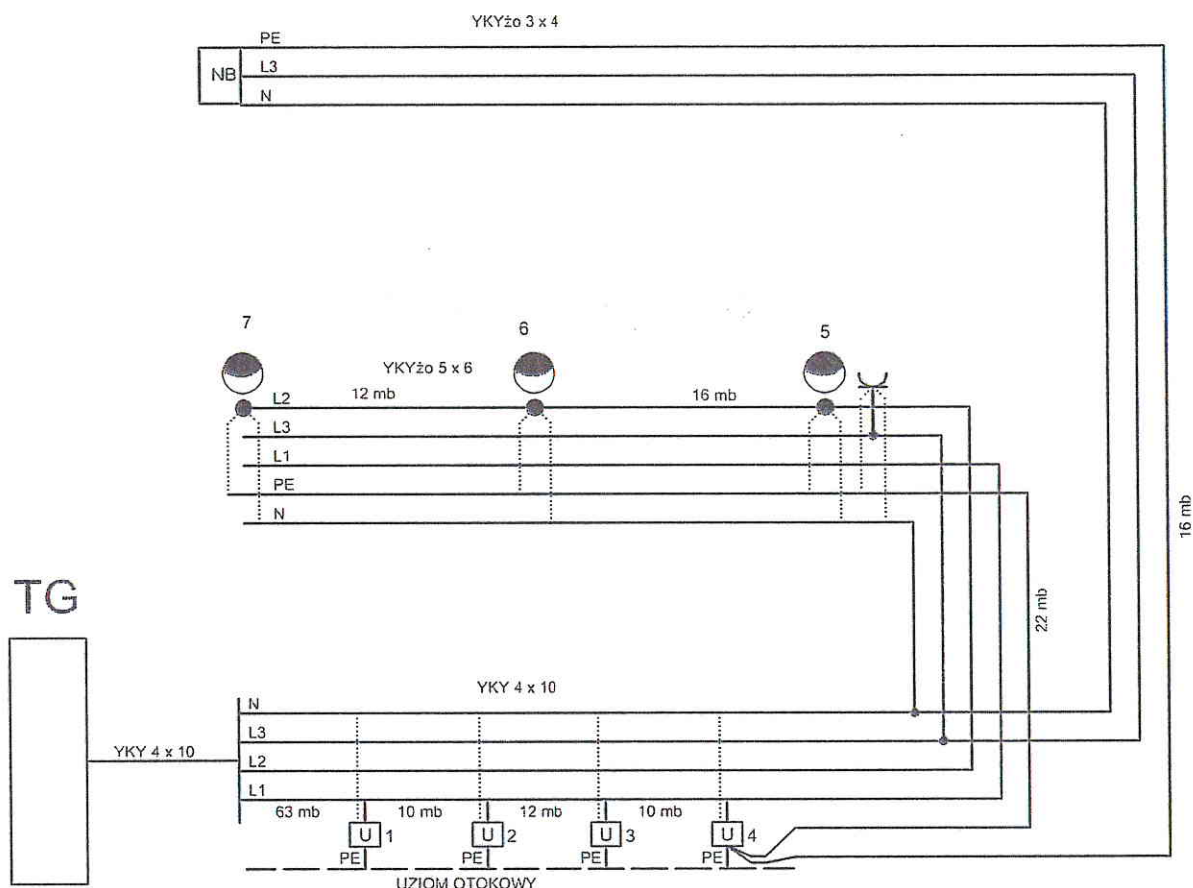 YKYżo 3 x 4
PE
NB
L3
N
7
6
5
YKYżo 5 x 6
L2
12 mb
16 mb
L3
L1
PE
N
16 mb
22 mb
TG
YKY 4 x 10
N
L3
YKY 4 x 10
L2
L1
63 mb
10 mb
12 mb
10 mb
U 1
U 2
U 3
U 4
PE
PE
PE
PE
UZIOM OTOKOWY